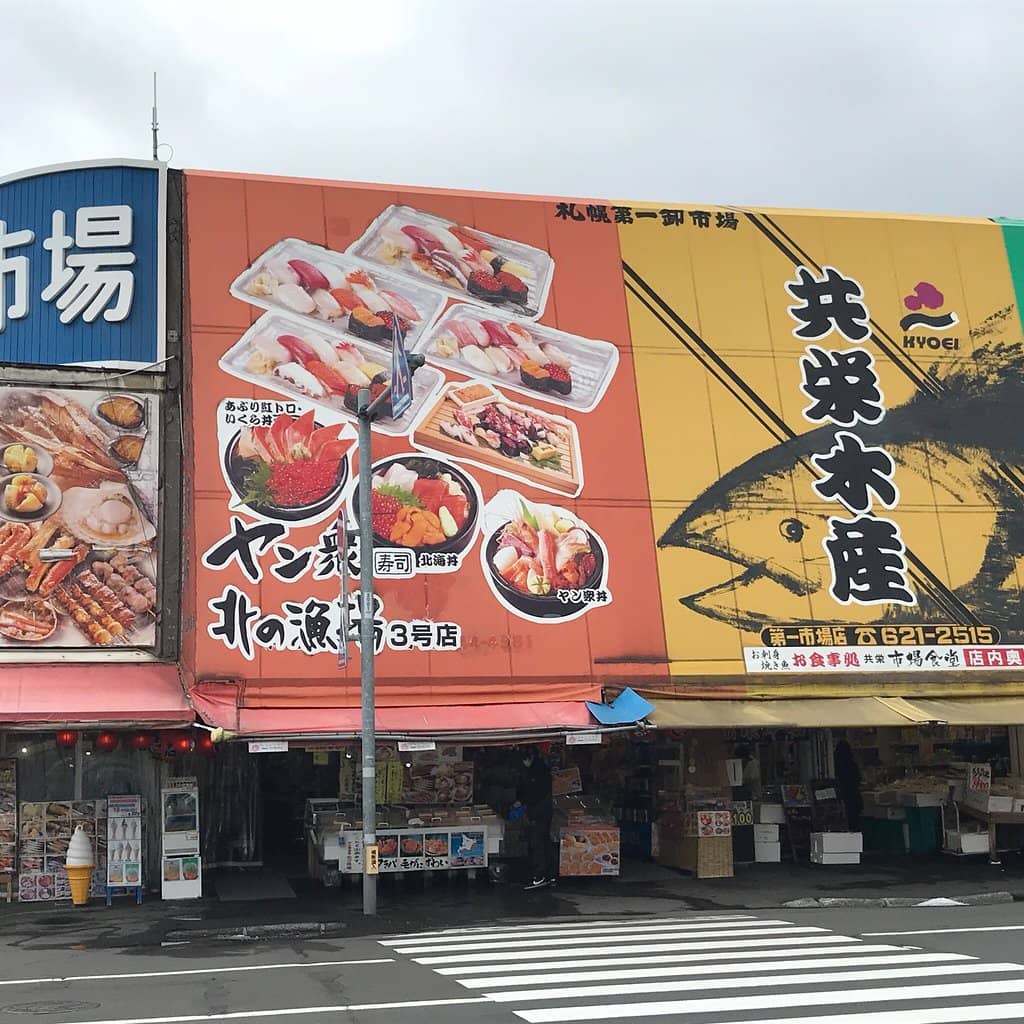 市場
札幌第一卸市場
あぶり紅トロ・
いくら丼
北海丼
ヤン衆丼
ヤン衆 寿司
北の漁場 3号店
共栄水産
KYOEI
第一市場店 ☎621-2515
お刺身
焼き魚 お食事処 共栄 市場食堂 店内奥
100